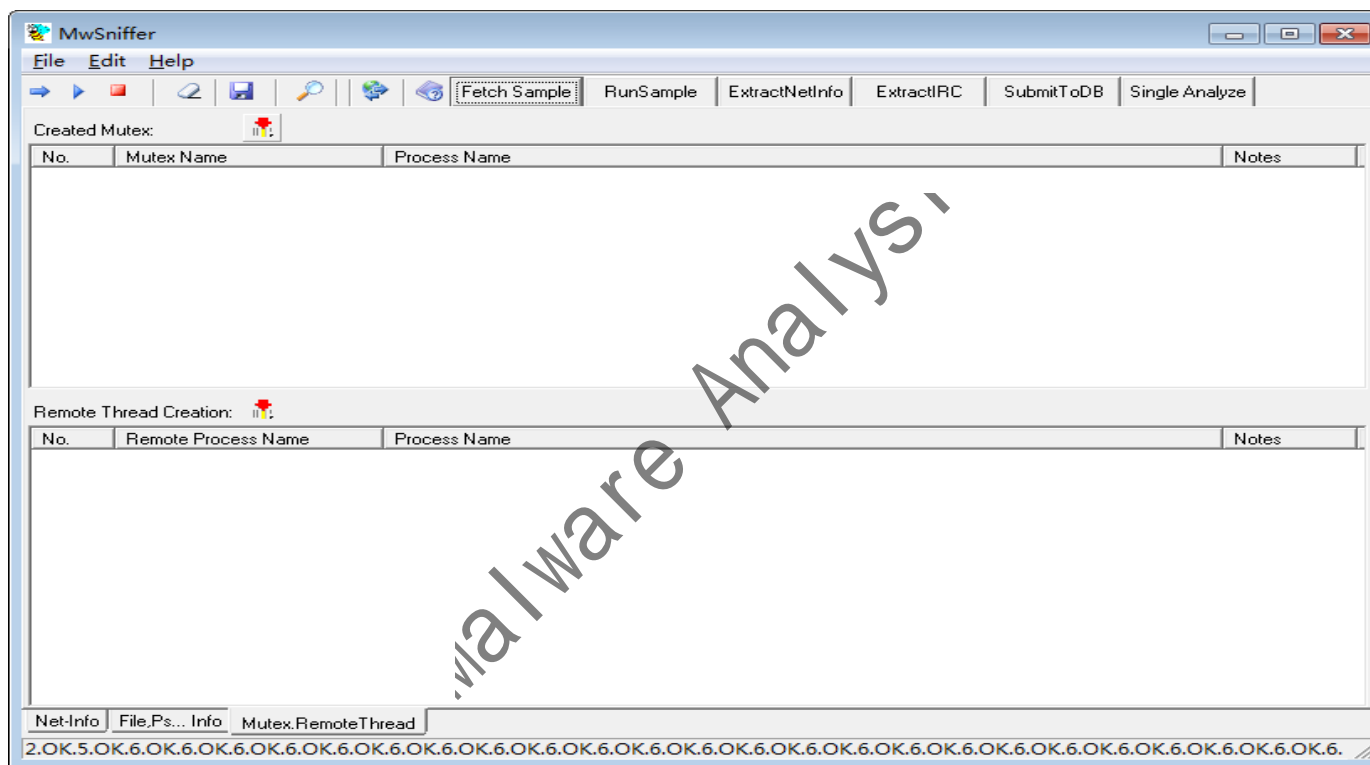 MwSniffer
File Edit Help
Fetch Sample RunSample ExtractNetInfo ExtractIRC SubmitToDB Single Analyze
Created Mutex:
No. Mutex Name Process Name Notes
Remote Thread Creation:
No. Remote Process Name Process Name Notes
Malware Analys
Net-Info File,Ps... Info Mutex.RemoteThread
2.OK.5.OK.6.OK.6.OK.6.OK.6.OK.6.OK.6.OK.6.OK.6.OK.6.OK.6.OK.6.OK.6.OK.6.OK.6.OK.6.OK.6.OK.6.OK.6.OK.6.OK.6.OK.6.OK.6.OK.6.